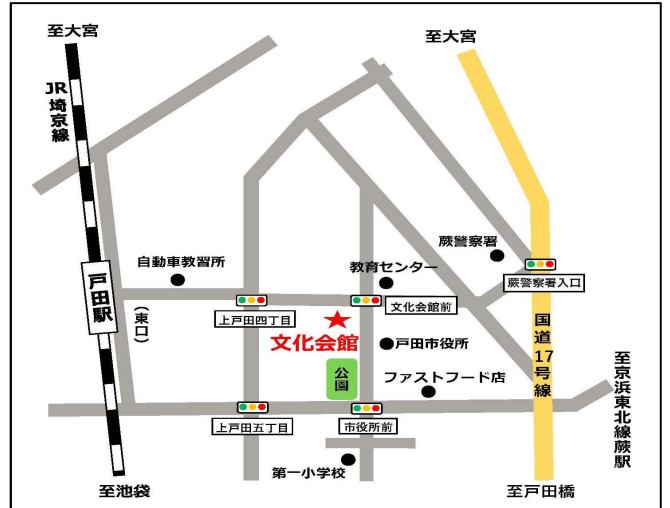 至大宮
至大宮
JR埼京線
蕨警察署
自動車教習所
教育センター
蕨警察署入口
戸田駅
(東口)
上戸田四丁目
文化会館前
文化会館
戸田市役所
国道17号線
公園
ファストフード店
至京浜東北線蕨駅
上戸田五丁目
市役所前
第一小学校
至池袋
至戸田橋